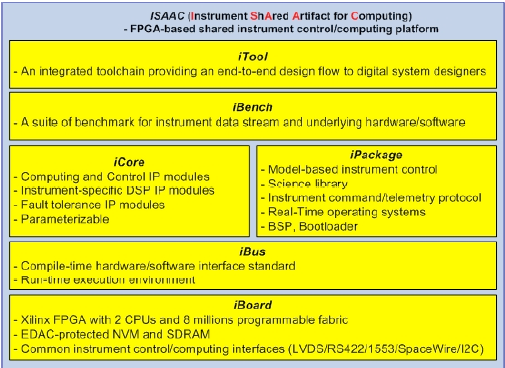 ISAAC (Instrument ShAred Artifact for Computing)
- FPGA-based shared instrument control/computing platform
iTool
- An integrated toolchain providing an end-to-end design flow to digital system designers
iBench
- A suite of benchmark for instrument data stream and underlying hardware/software
iCore
- Computing and Control IP modules
- Instrument-specific DSP IP modules
- Fault tolerance IP modules
- Parameterizable
iPackage
- Model-based instrument control
- Science library
- Instrument command/telemetry protocol
- Real-Time operating systems
- BSP, Bootloader
iBus
- Compile-time hardware/software interface standard
- Run-time execution environment
iBoard
- Xilinx FPGA with 2 CPUs and 8 millions programmable fabric
- EDAC-protected NVM and SDRAM
- Common instrument control/computing interfaces (LVDS/RS422/1553/SpaceWire/I2C)